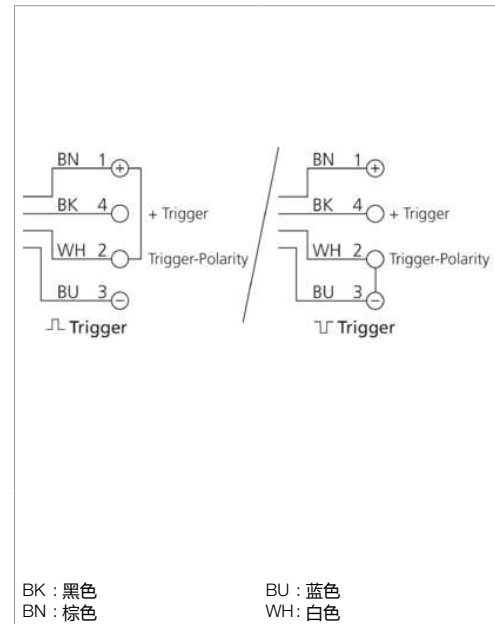 BN 1 +
BK 4 + Trigger
WH 2 Trigger-Polarity
BU 3 −
Trigger
BN 1 +
BK 4 + Trigger
WH 2 Trigger-Polarity
BU 3 −
Trigger
BK : 黑色
BN : 棕色
BU : 蓝色
WH : 白色